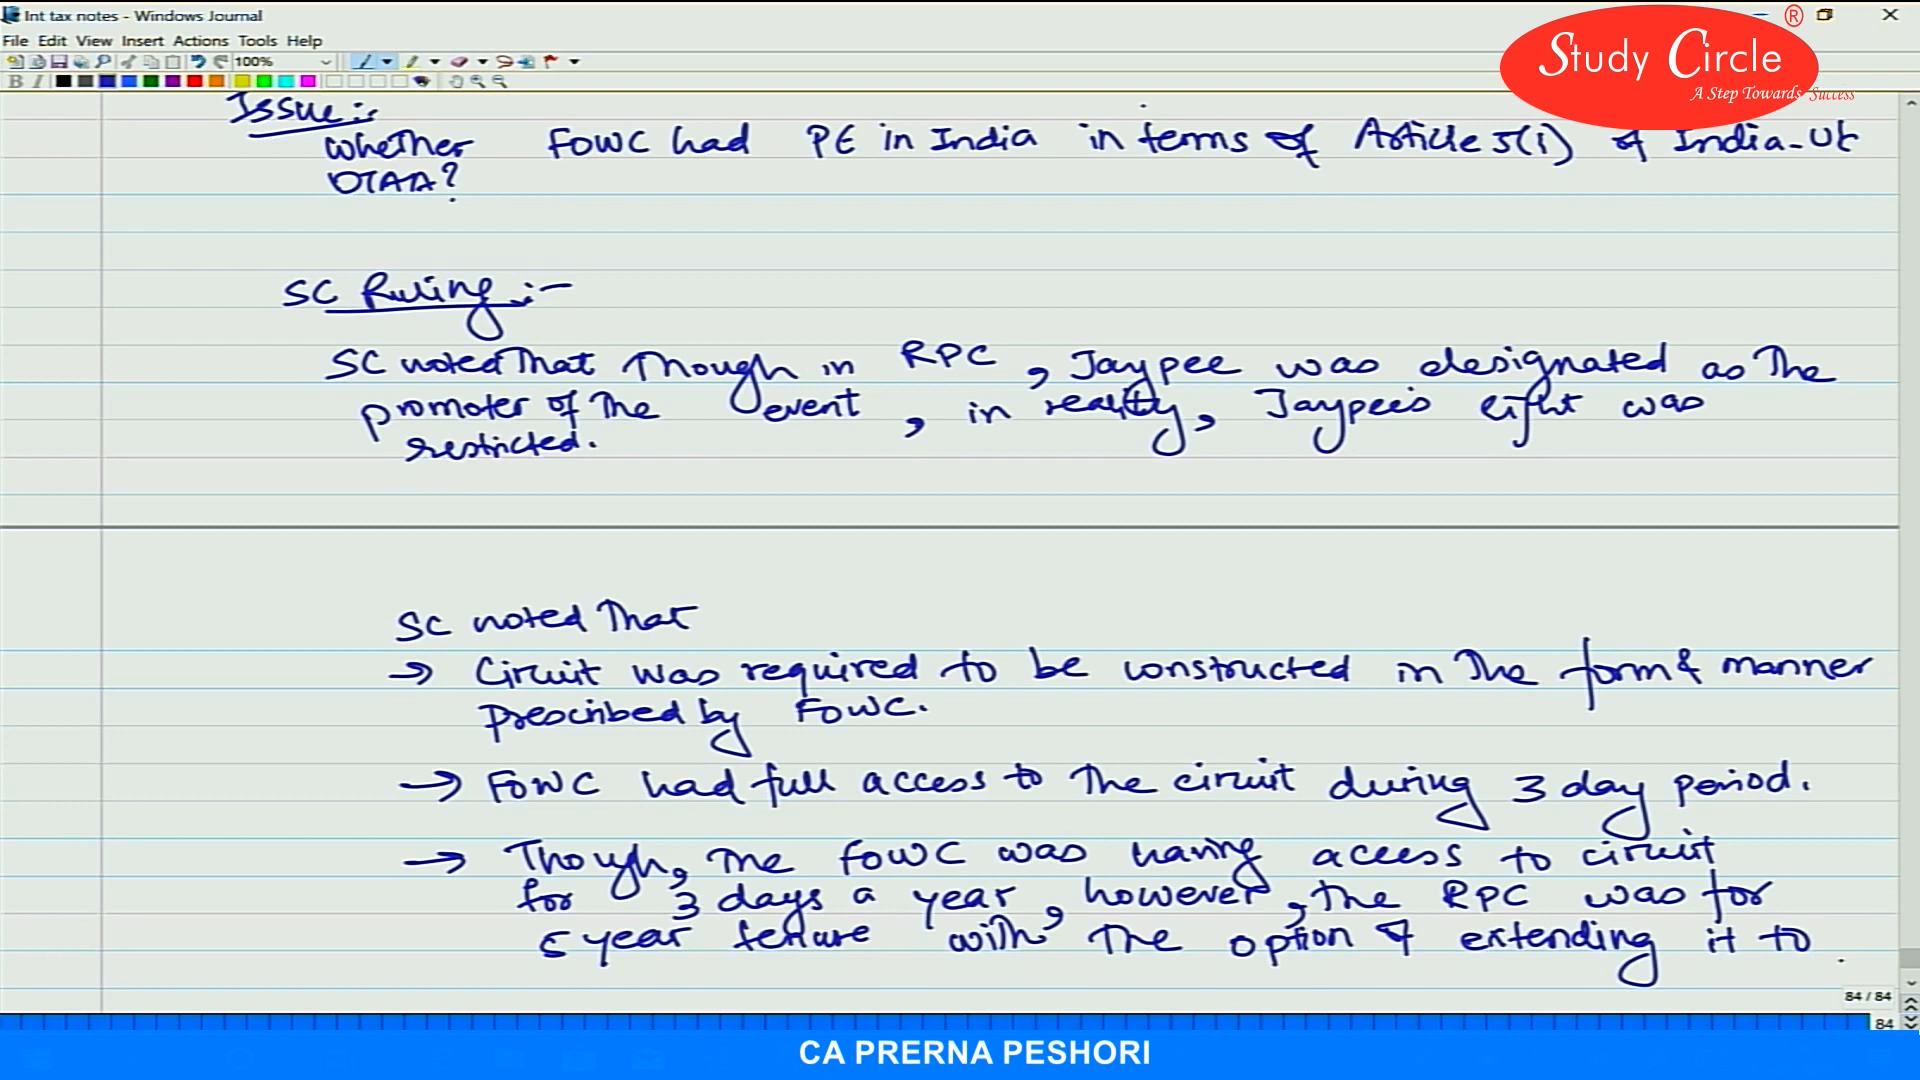 Int tax notes - Windows Journal
File Edit View Insert Actions Tools Help
100%
B I
Study Circle ®
A Step Towards Success
Issue:-
Whether FOWC had PE in India in terms of Article 5(1) of India-UK
DTAA?
SC Ruling :-
SC noted that though in RPC, Jaypee was designated as the
promoter of the event, in reality, Jaypee's right was
restricted.
SC noted that
→ Circuit was required to be constructed in the form & manner
prescribed by FOWC.
→ FOWC had full access to the circuit during 3 day period.
→ Though, the FOWC was having access to circuit
for 3 days a year, however, the RPC was for
5 year tenure with the option of extending it to
84 / 84
84
CA PRERNA PESHORI